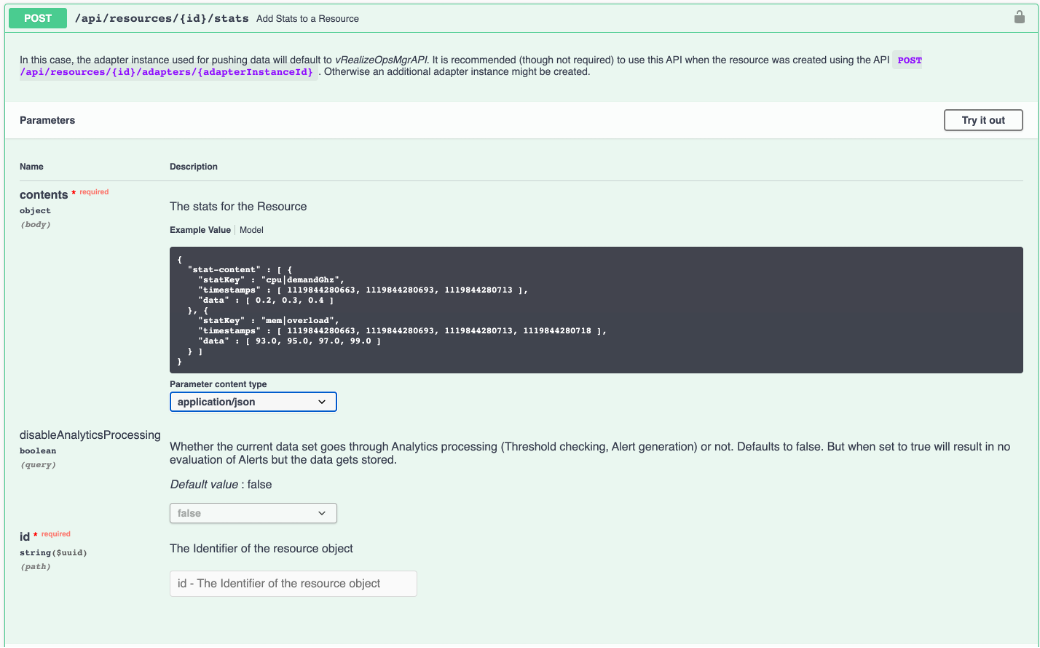 POST /api/resources/{id}/stats Add Stats to a Resource
In this case, the adapter instance used for pushing data will default to vRealizeOpsMgrAPI. It is recommended (though not required) to use this API when the resource was created using the API POST
/api/resources/{id}/adapters/{adapterInstanceId} . Otherwise an additional adapter instance might be created.
Parameters
Try it out
Name Description
contents * required
object
(body)
The stats for the Resource
Example Value Model
{
"stat-content" : [ {
"statKey" : "cpu|demandGhz",
"timestamps" : [ 1119844280663, 1119844280693, 1119844280713 ],
"data" : [ 0.2, 0.3, 0.4 ]
}, {
"statKey" : "mem|overload",
"timestamps" : [ 1119844280663, 1119844280693, 1119844280713, 1119844280718 ],
"data" : [ 93.0, 95.0, 97.0, 99.0 ]
} ]
}
Parameter content type
application/json
disableAnalyticsProcessing
boolean
(query)
Whether the current data set goes through Analytics processing (Threshold checking, Alert generation) or not. Defaults to false. But when set to true will result in no
evaluation of Alerts but the data gets stored.
Default value : false
false
id * required
string($uuid)
(path)
The Identifier of the resource object
id - The Identifier of the resource object